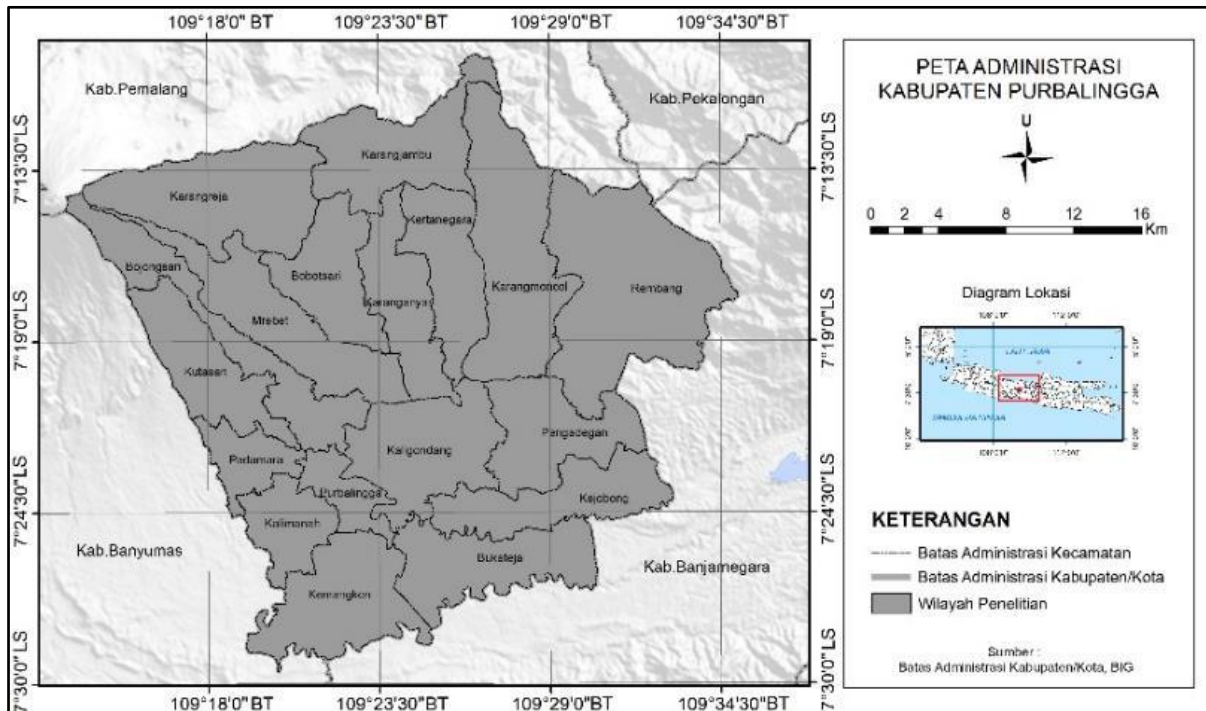 109°18'0" BT 109°23'30"BT 109°29'0"BT 109°34'30"BT
7°13'30"LS
7°19'0"LS
7°24'30"LS
7°30'0"LS
Kab.Pemalang
Kab.Pekalongan
Karangjambu
Karangreja
Kertanegara
Bojongsari
Bobotsari
Karanganyar
Karangmoncol
Rembang
Mrebet
Kutasari
Pengadegan
Kaligondang
Padamara
Purbalingga
Kejobong
Kalimanah
Kab.Banyumas
Bukateja
Kab.Banjarnegara
Kemangkon
7°13'30"LS
7°19'0"LS
7°24'30"LS
7°30'0"LS
109°18'0" BT 109°23'30"BT 109°29'0"BT 109°34'30"BT
PETA ADMINISTRASI
KABUPATEN PURBALINGGA
U
0 2 4 8 12 16
Km
Diagram Lokasi
KETERANGAN
Batas Administrasi Kecamatan
Batas Administrasi Kabupaten/Kota
Wilayah Penelitian
Sumber :
Batas Administrasi Kabupaten/Kota, BIG